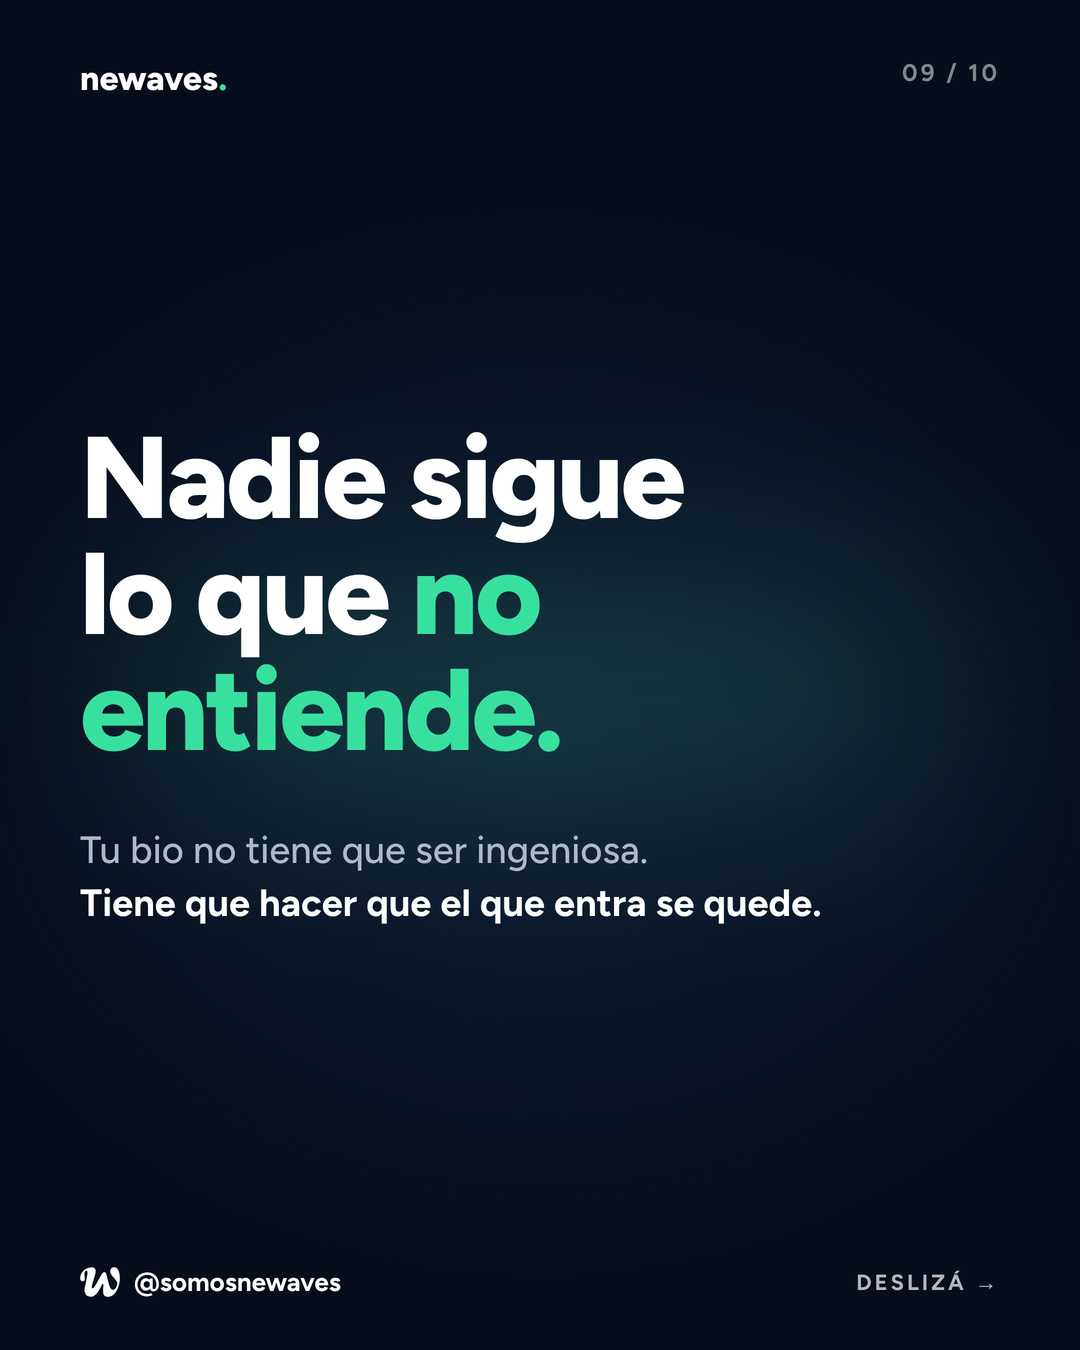 newaves.
09 / 10
Nadie sigue
lo que no
entiende.
Tu bio no tiene que ser ingeniosa.
Tiene que hacer que el que entra se quede.
@somosnewaves
DESLIZÁ →